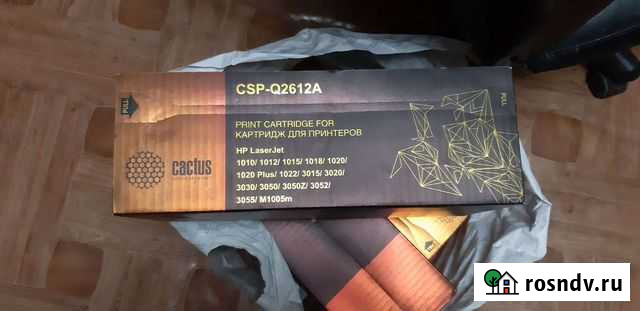 CSP-Q2612A
PULL
PRINT CARTRIDGE FOR
КАРТРИДЖ ДЛЯ ПРИНТЕРОВ
HP LaserJet
1010/ 1012/ 1015/ 1018/ 1020/
1020 Plus/ 1022/ 3015/ 3020/
3030/ 3050/ 3050Z/ 3052/
3055/ M1005m
cactus
PULL
rosndv.ru